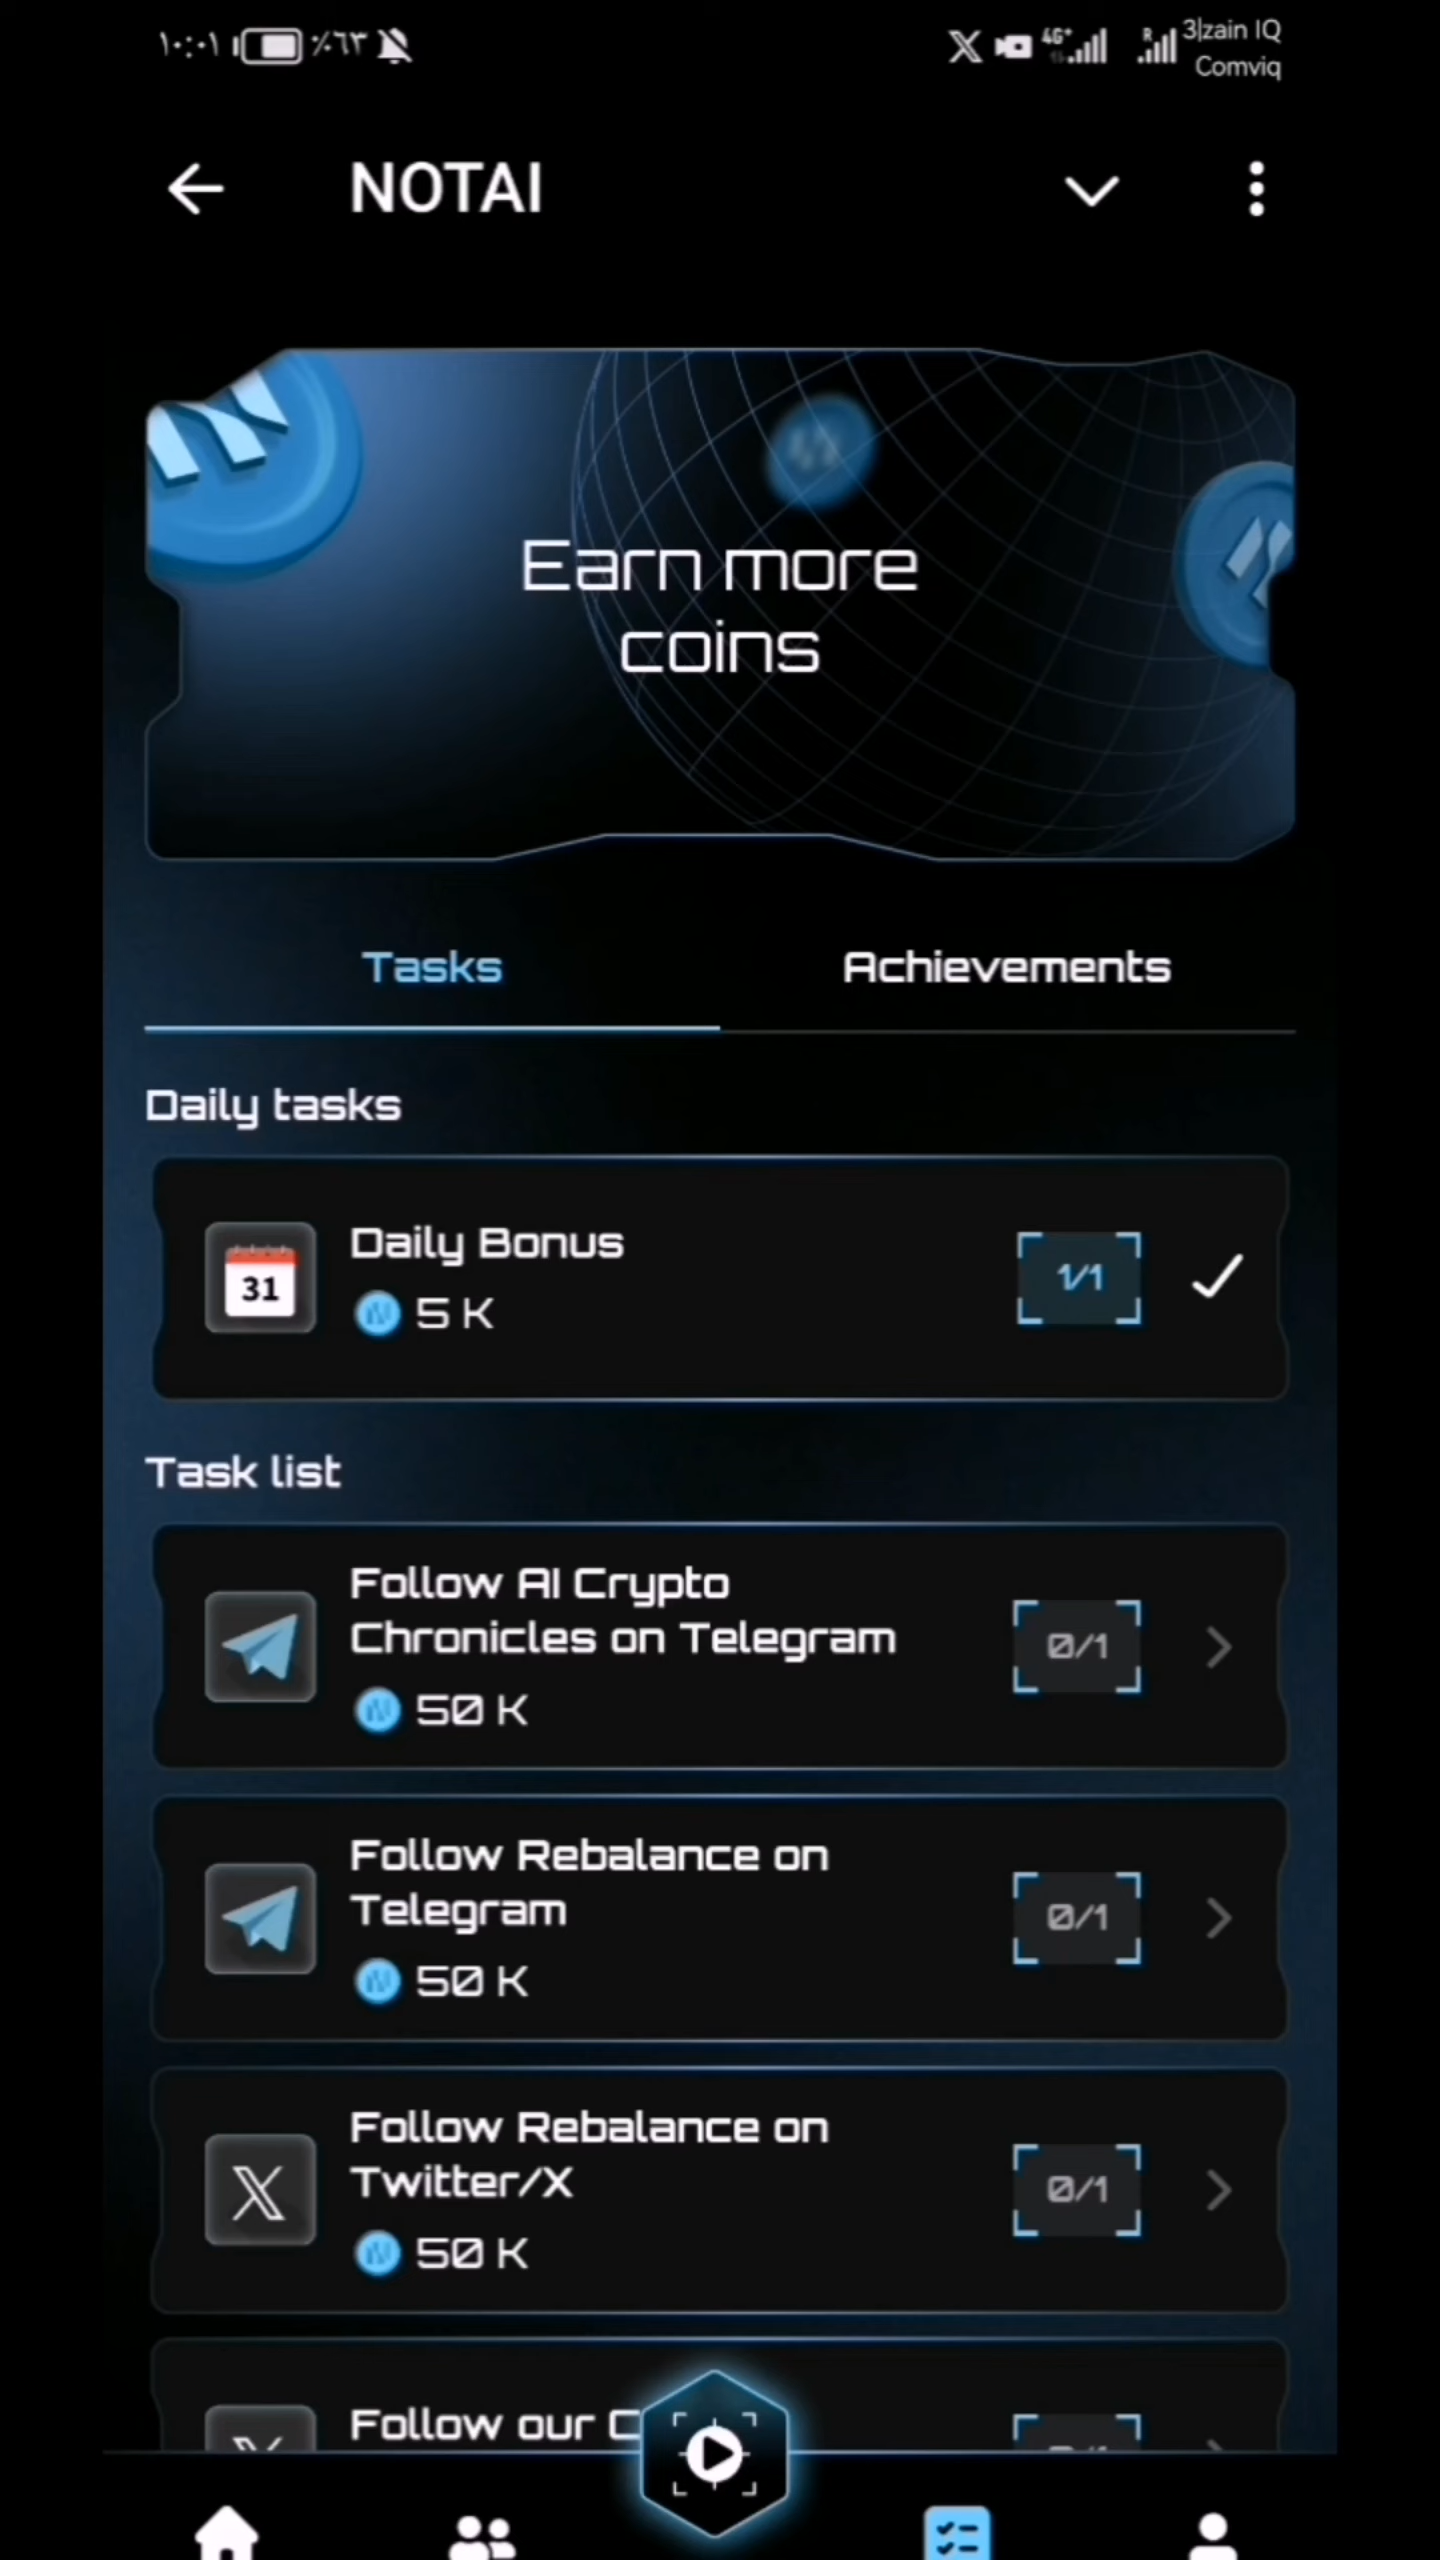 ١٠:٠١ ٪٦٣ 4G+ R 3|zain IQ
Comviq
NOTAI
Earn more
coins
Tasks Achievements
Daily tasks
31 Daily Bonus 1/1
5 K
Task list
Follow AI Crypto
Chronicles on Telegram 0/1
50 K
Follow Rebalance on
Telegram 0/1
50 K
Follow Rebalance on
Twitter/X 0/1
50 K
Follow our